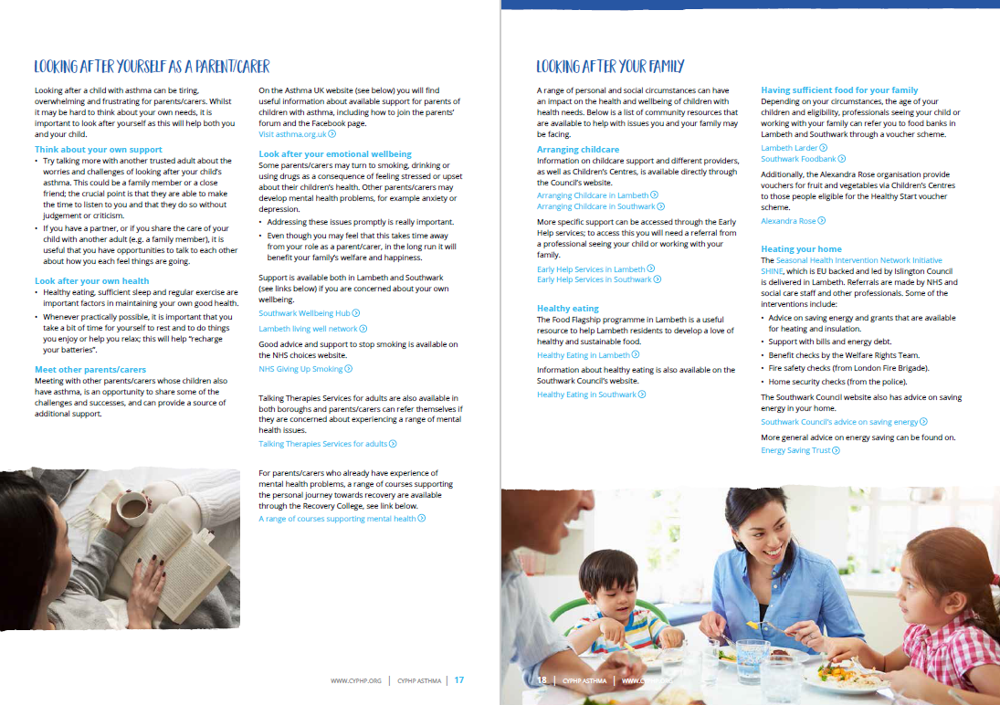 LOOKING AFTER YOURSELF AS A PARENT/CARER
Looking after a child with asthma can be tiring,
overwhelming and frustrating for parents/carers. Whilst
it may be hard to think about your own needs, it is
important to look after yourself as this will help both you
and your child.
Think about your own support
• Try talking more with another trusted adult about the
worries and challenges of looking after your child's
asthma. This could be a family member or a close
friend; the crucial point is that they are able to make
the time to listen to you and that they do so without
judgement or criticism.
• If you have a partner, or if you share the care of your
child with another adult (e.g. a family member), it is
useful that you have opportunities to talk to each other
about how you each feel things are going.
Look after your own health
• Healthy eating, sufficient sleep and regular exercise are
important factors in maintaining your own good health.
• Whenever practically possible, it is important that you
take a bit of time for yourself to rest and to do things
you enjoy or help you relax; this will help "recharge
your batteries".
Meet other parents/carers
Meeting with other parents/carers whose children also
have asthma, is an opportunity to share some of the
challenges and successes, and can provide a source of
additional support.
On the Asthma UK website (see below) you will find
useful information about available support for parents of
children with asthma, including how to join the parents'
forum and the Facebook page.
Visit asthma.org.uk
Look after your emotional wellbeing
Some parents/carers may turn to smoking, drinking or
using drugs as a consequence of feeling stressed or upset
about their children's health. Other parents/carers may
develop mental health problems, for example anxiety or
depression.
• Addressing these issues promptly is really important.
• Even though you may feel that this takes time away
from your role as a parent/carer, in the long run it will
benefit your family's welfare and happiness.
Support is available both in Lambeth and Southwark
(see links below) if you are concerned about your own
wellbeing.
Southwark Wellbeing Hub
Lambeth living well network
Good advice and support to stop smoking is available on
the NHS choices website.
NHS Giving Up Smoking
Talking Therapies Services for adults are also available in
both boroughs and parents/carers can refer themselves if
they are concerned about experiencing a range of mental
health issues.
Talking Therapies Services for adults
For parents/carers who already have experience of
mental health problems, a range of courses supporting
the personal journey towards recovery are available
through the Recovery College, see link below.
A range of courses supporting mental health
WWW.CYPHP.ORG | CYPHP ASTHMA | 17
LOOKING AFTER YOUR FAMILY
A range of personal and social circumstances can have
an impact on the health and wellbeing of children with
health needs. Below is a list of community resources that
are available to help with issues you and your family may
be facing.
Arranging childcare
Information on childcare support and different providers,
as well as Children's Centres, is available directly through
the Council's website.
Arranging Childcare in Lambeth
Arranging Childcare in Southwark
More specific support can be accessed through the Early
Help services; to access this you will need a referral from
a professional seeing your child or working with your
family.
Early Help Services in Lambeth
Early Help Services in Southwark
Healthy eating
The Food Flagship programme in Lambeth is a useful
resource to help Lambeth residents to develop a love of
healthy and sustainable food.
Healthy Eating in Lambeth
Information about healthy eating is also available on the
Southwark Council's website.
Healthy Eating in Southwark
Having sufficient food for your family
Depending on your circumstances, the age of your
children and eligibility, professionals seeing your child or
working with your family can refer you to food banks in
Lambeth and Southwark through a voucher scheme.
Lambeth Larder
Southwark Foodbank
Additionally, the Alexandra Rose organisation provide
vouchers for fruit and vegetables via Children's Centres
to those people eligible for the Healthy Start voucher
scheme.
Alexandra Rose
Heating your home
The Seasonal Health Intervention Network Initiative
SHINE, which is EU backed and led by Islington Council
is delivered in Lambeth. Referrals are made by NHS and
social care staff and other professionals. Some of the
interventions include:
• Advice on saving energy and grants that are available
for heating and insulation.
• Support with bills and energy debt.
• Benefit checks by the Welfare Rights Team.
• Fire safety checks (from London Fire Brigade).
• Home security checks (from the police).
The Southwark Council website also has advice on saving
energy in your home.
Southwark Council's advice on saving energy
More general advice on energy saving can be found on.
Energy Saving Trust
18 | CYPHP ASTHMA | WWW.CYPHP.ORG